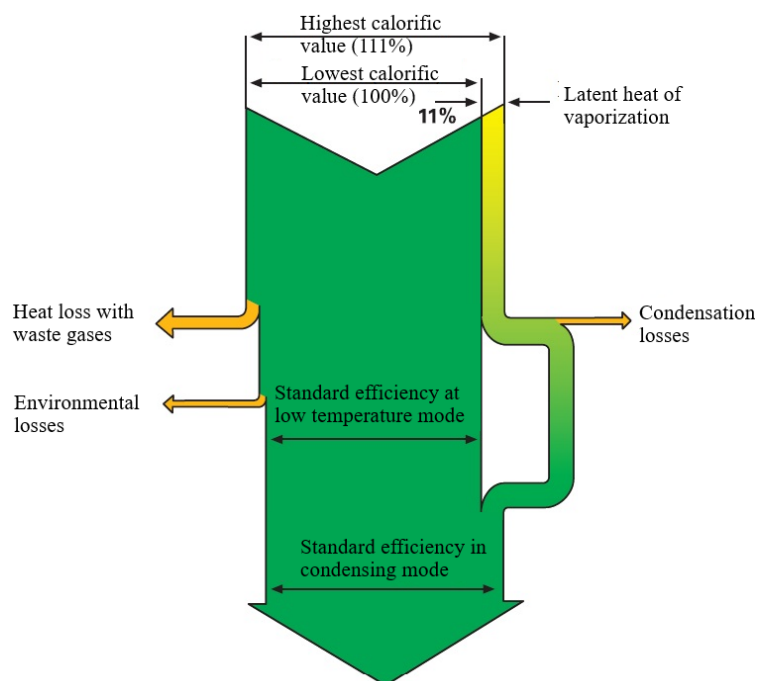 Highest calorific
value (111%)
Lowest calorific
value (100%)
11%
Latent heat of
vaporization
Heat loss with
waste gases
Condensation
losses
Environmental
losses
Standard efficiency at
low temperature mode
Standard efficiency in
condensing mode